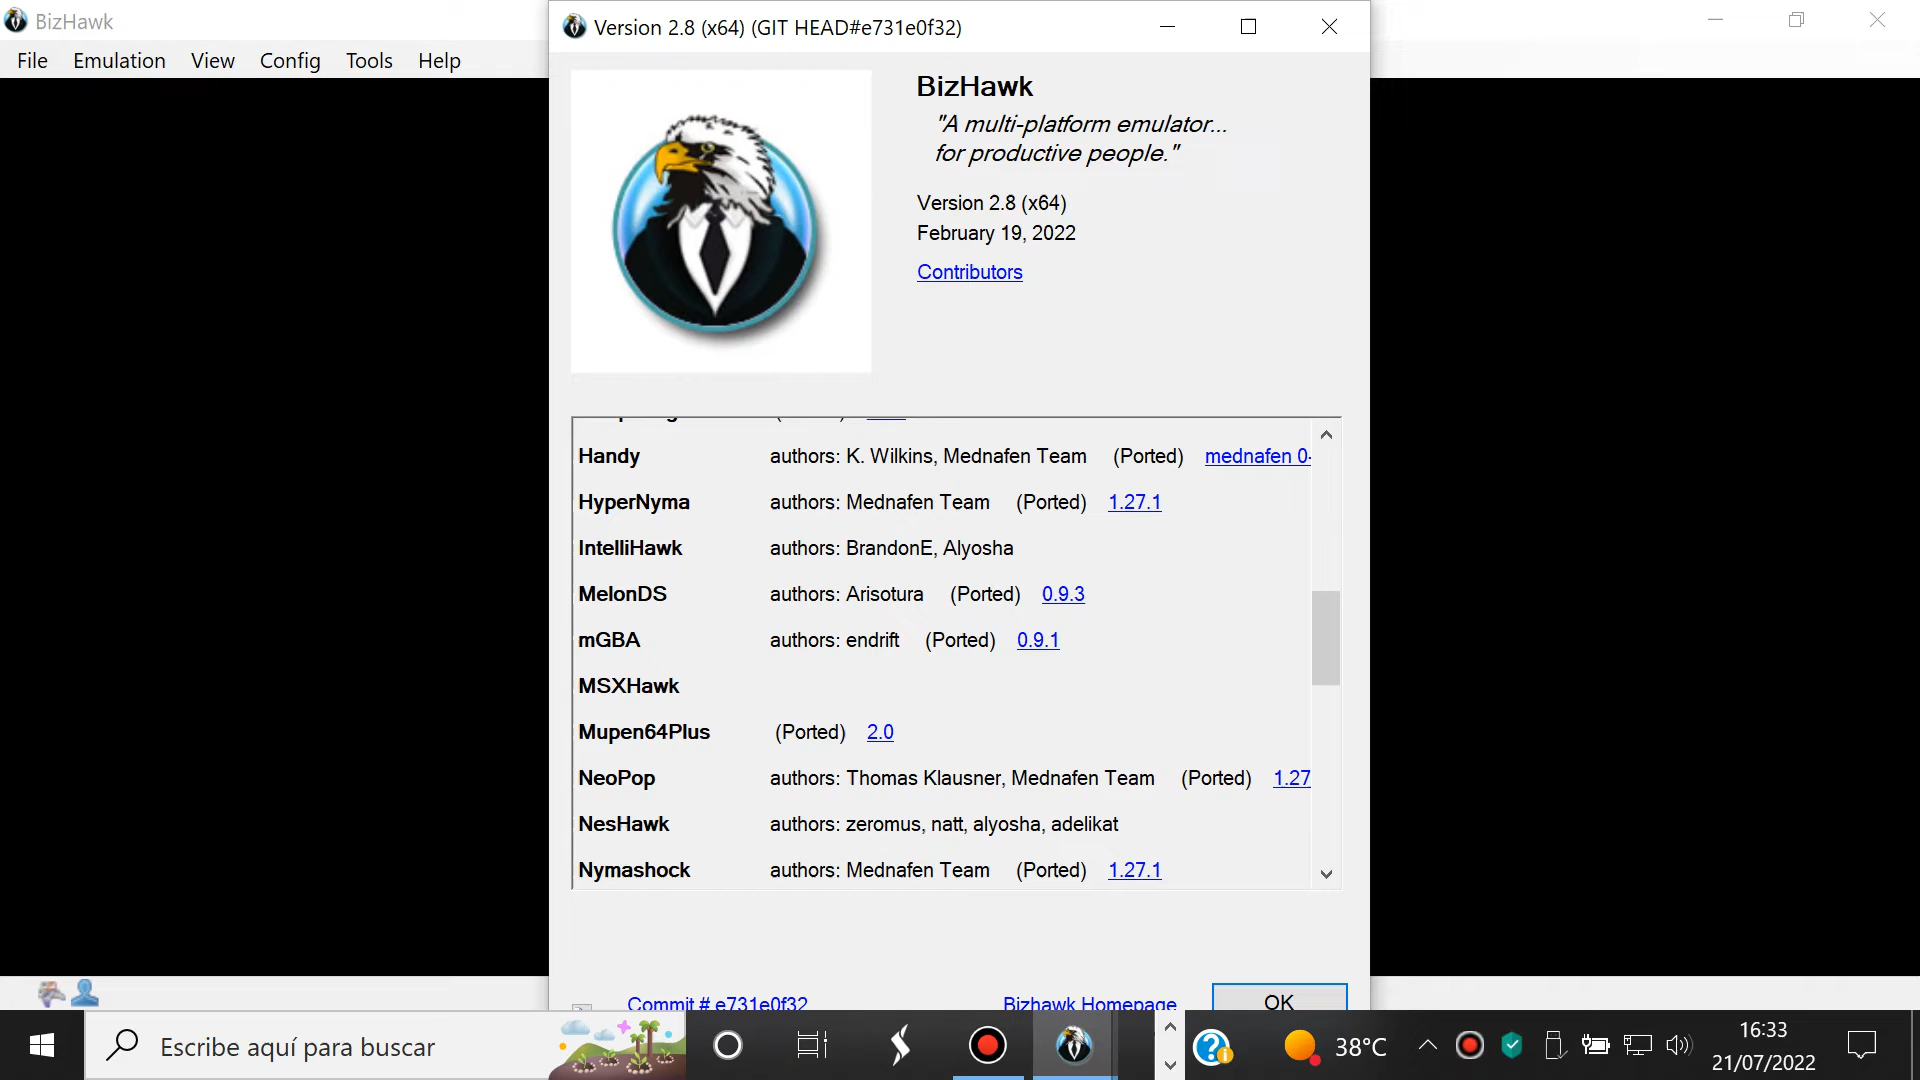 BizHawk
File Emulation View Config Tools Help
Version 2.8 (x64) (GIT HEAD#e731e0f32)
BizHawk
"A multi-platform emulator...
for productive people."
Version 2.8 (x64)
February 19, 2022
Contributors
Handy authors: K. Wilkins, Mednafen Team (Ported) mednafen 0-
HyperNyma authors: Mednafen Team (Ported) 1.27.1
IntelliHawk authors: BrandonE, Alyosha
MelonDS authors: Arisotura (Ported) 0.9.3
mGBA authors: endrift (Ported) 0.9.1
MSXHawk
Mupen64Plus (Ported) 2.0
NeoPop authors: Thomas Klausner, Mednafen Team (Ported) 1.27
NesHawk authors: zeromus, natt, alyosha, adelikat
Nymashock authors: Mednafen Team (Ported) 1.27.1
Commit # e731e0f32 Bizhawk Homepage OK
Escribe aquí para buscar 38°C 16:33
21/07/2022